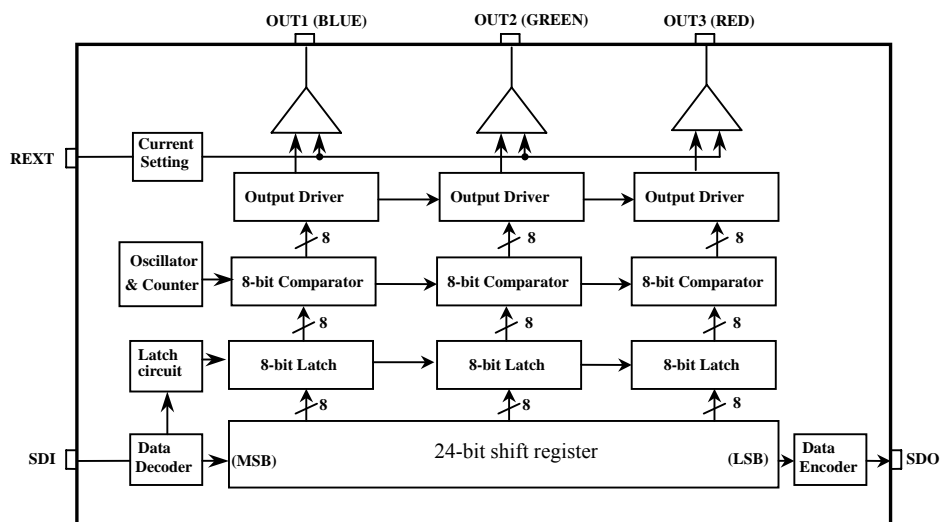 OUT1 (BLUE) OUT2 (GREEN) OUT3 (RED)
REXT
Current
Setting
Output Driver Output Driver Output Driver
8 8 8
Oscillator
& Counter
8-bit Comparator 8-bit Comparator 8-bit Comparator
8 8 8
Latch
circuit
8-bit Latch 8-bit Latch 8-bit Latch
8 8 8
SDI
Data
Decoder
(MSB) 24-bit shift register (LSB)
Data
Encoder
SDO